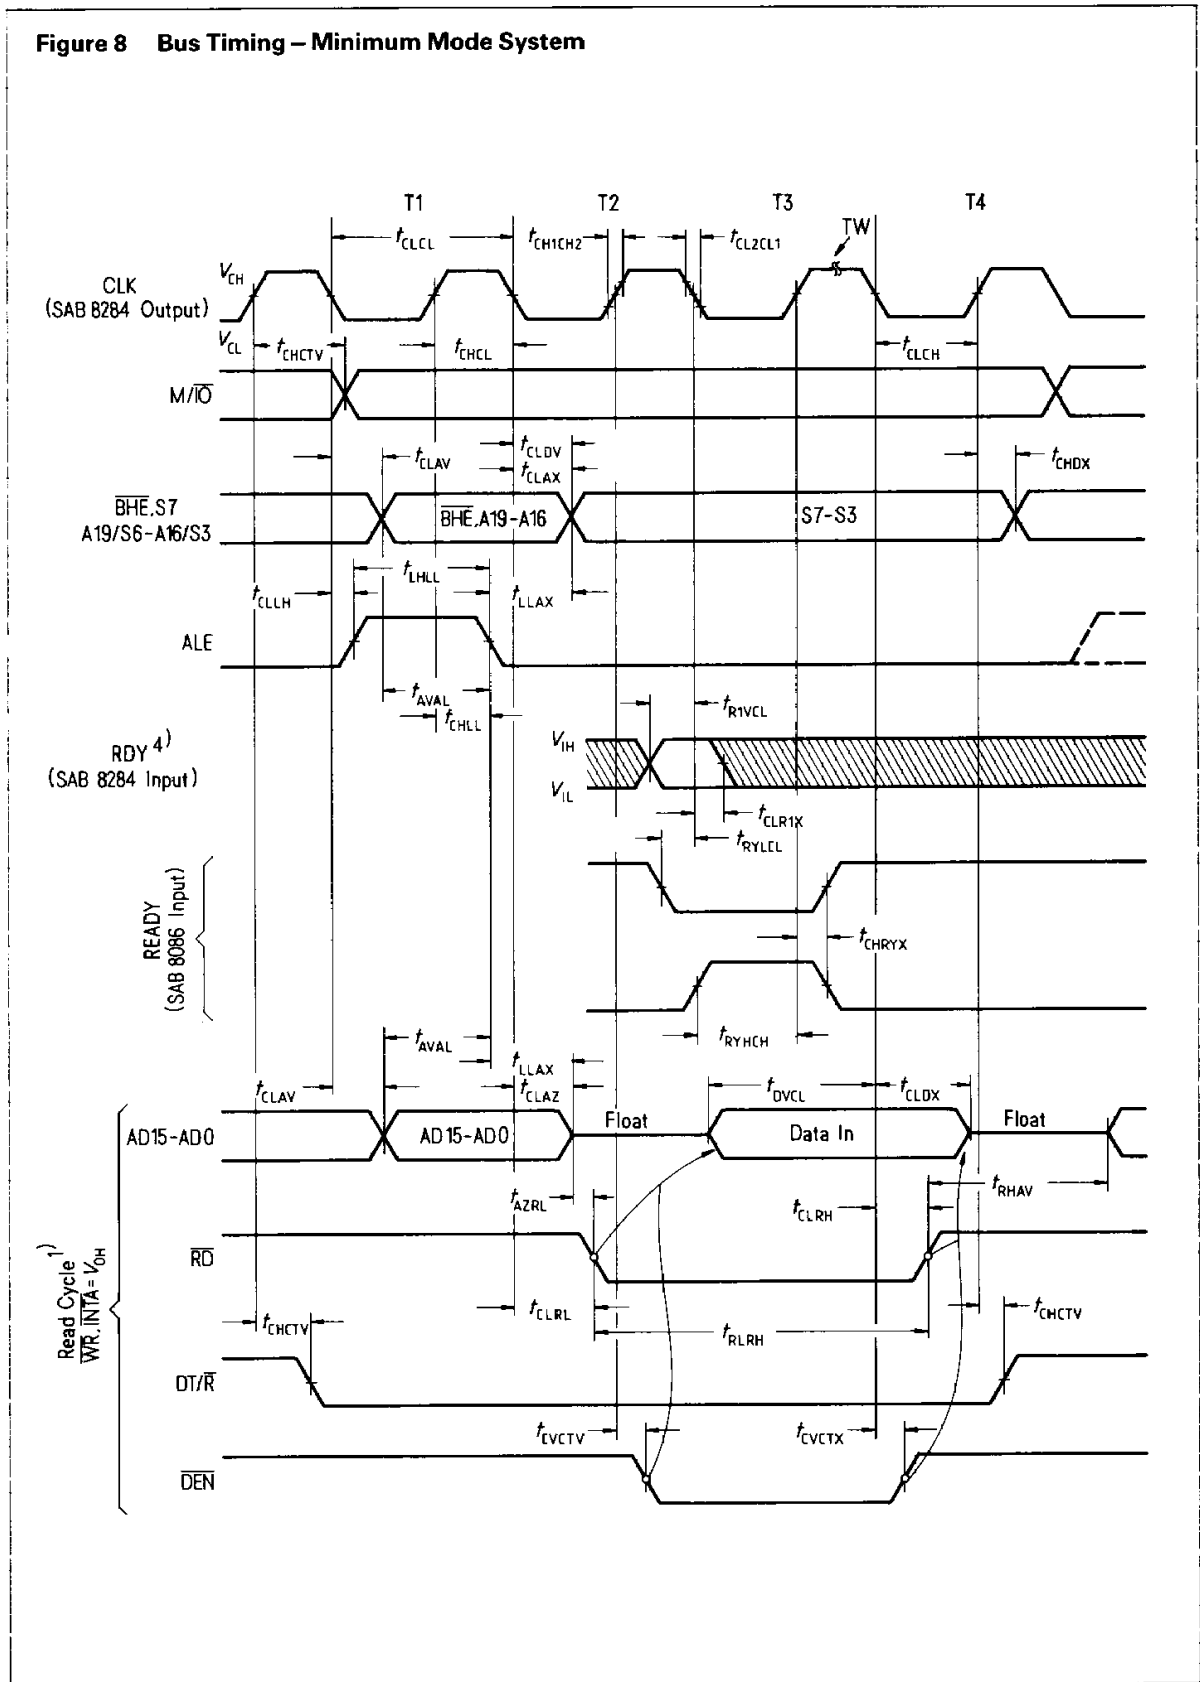 Figure 8 Bus Timing – Minimum Mode System
T1 T2 T3 T4
tCLCL tCH1CH2 tCL2CL1 TW
VCH
CLK
(SAB 8284 Output)
VCL tCHCTV tCHCL tCLCH
M/IO
tCLDV
tCLAV tCLAX tCHDX
BHE.S7
A19/S6-A16/S3
BHE.A19-A16 S7-S3
tLHLL
tCLLH tLLAX
ALE
tAVAL tR1VCL
tCHLL
RDY 4)
(SAB 8284 Input)
VIH
VIL
tCLR1X
tRYLCL
READY
(SAB 8086 Input)
tCHRYX
tRYHCH
tAVAL
tLLAX
tCLAV tCLAZ tDVCL tCLDX
AD15-AD0 AD15-AD0 Float Data In Float
tAZRL tCLRH tRHAV
RD
Read Cycle 1)
WR.INTA=VOH
tCHCTV tCLRL tRLRH tCHCTV
DT/R
tCVCTV tCVCTX
DEN